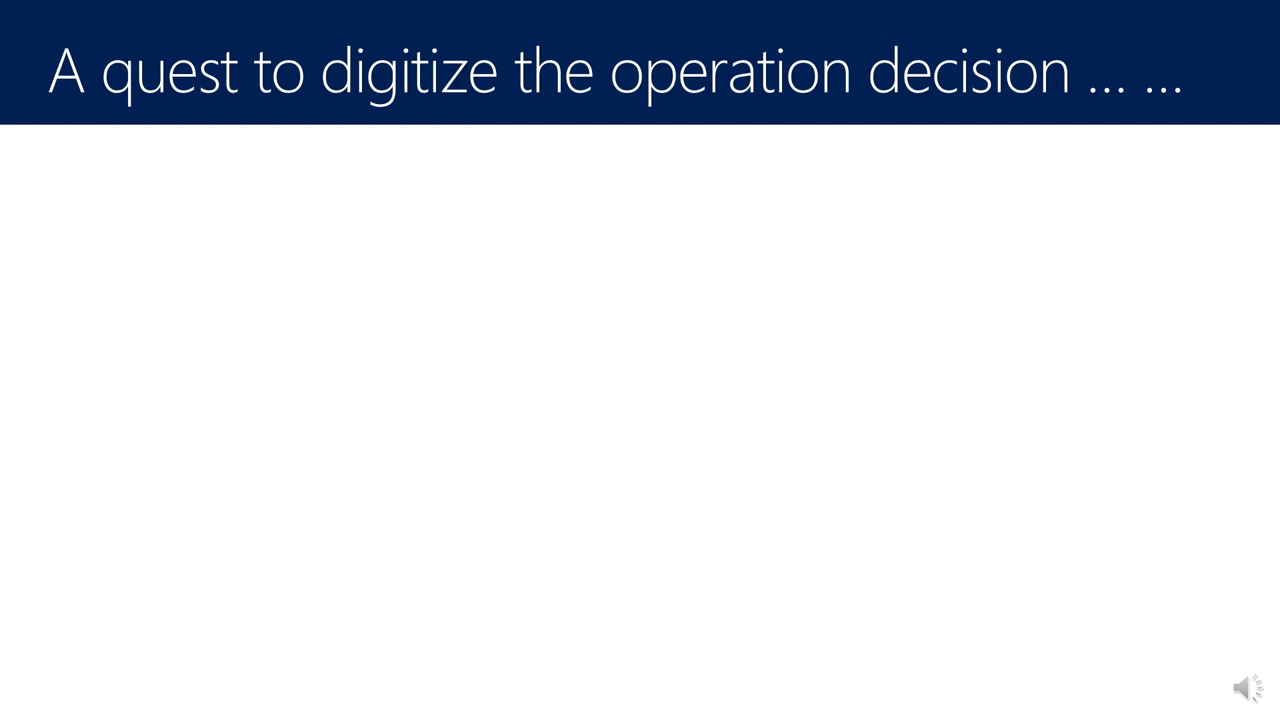 A quest to digitize the operation decision ... ...